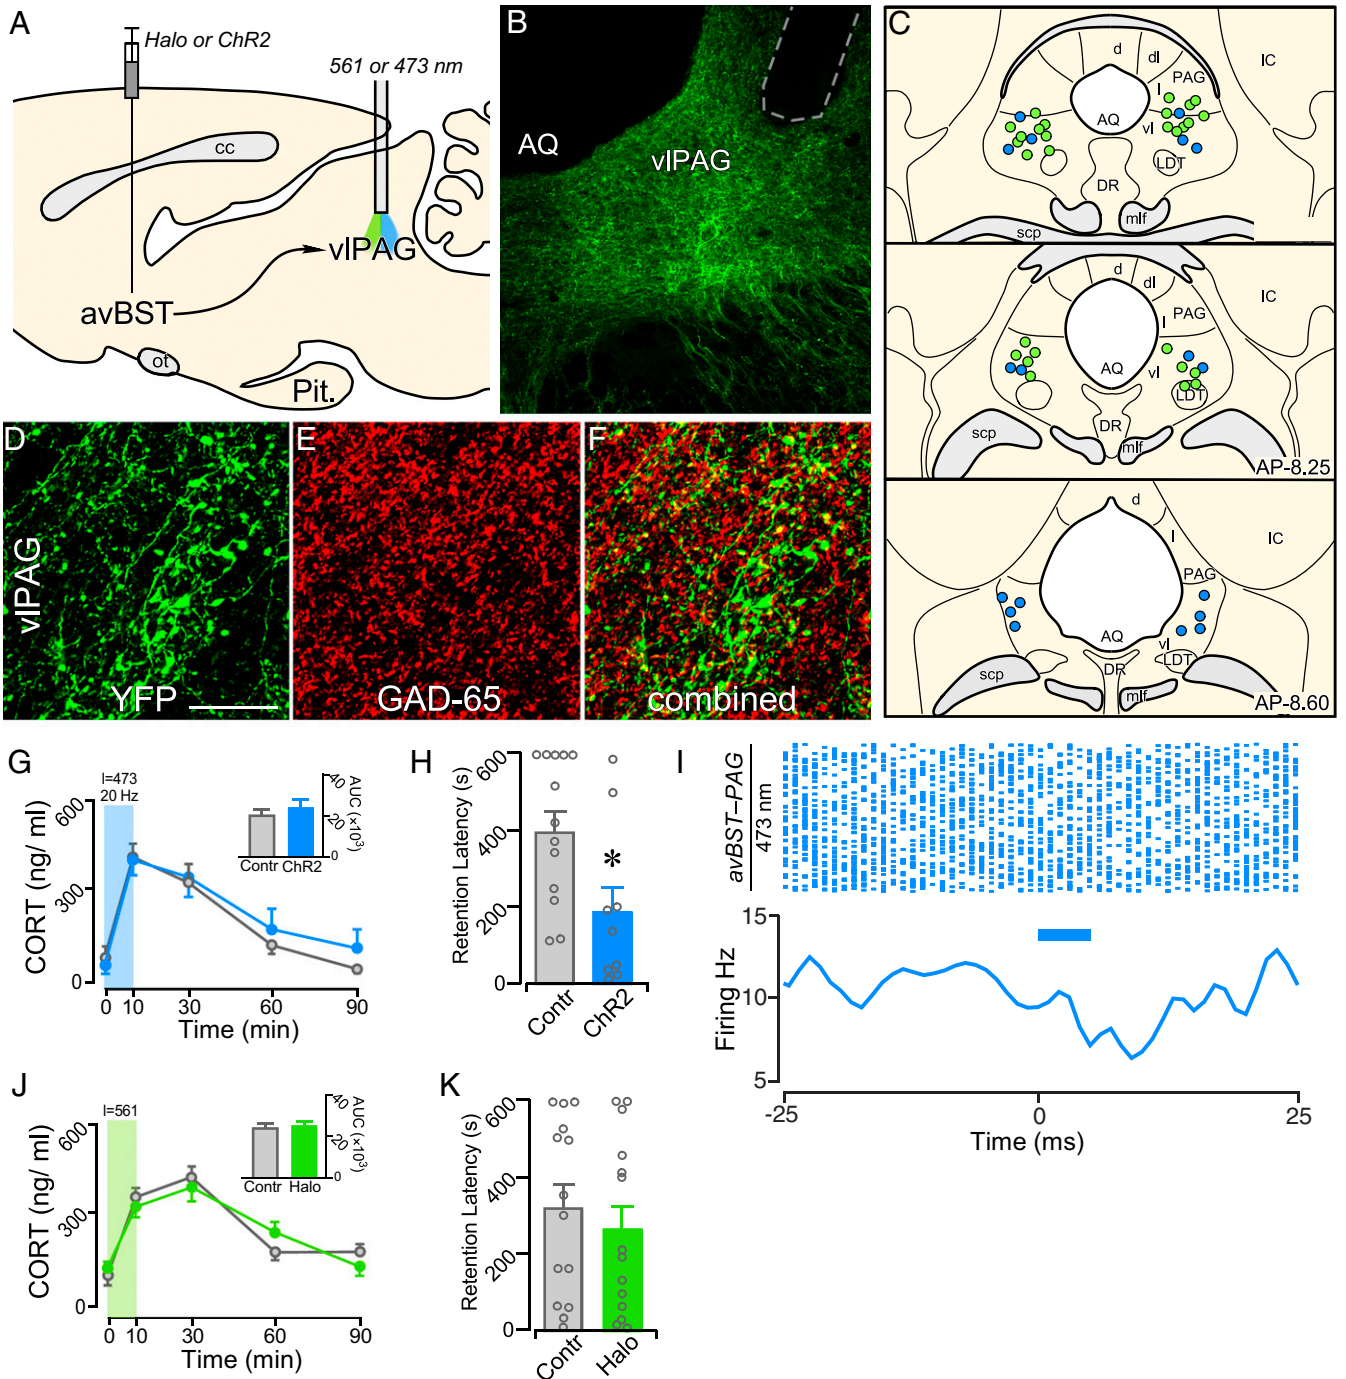 A
Halo or ChR2
561 or 473 nm
cc
vlPAG
avBST
ot
Pit.
B
AQ
vlPAG
C
d
dl
IC
PAG
l
AQ
vl
LDT
DR
mlf
scp
d
dl
IC
PAG
l
AQ
vl
LDT
DR
scp
mlf
AP-8.25
d
l
IC
PAG
AQ
vl
LDT
DR
scp
mlf
AP-8.60
D
vlPAG
YFP
E
GAD-65
F
combined
G
l=473
20 Hz
CORT (ng/ ml)
600
300
0
0 10 30 60 90
Time (min)
AUC (×10³)
40
20
0
Contr ChR2
H
Retention Latency (s)
600
400
200
0
*
Contr
ChR2
I
avBST–PAG
473 nm
Firing Hz
15
10
5
-25 0 25
Time (ms)
J
l=561
CORT (ng/ ml)
600
300
0
0 10 30 60 90
Time (min)
AUC (×10³)
40
20
0
Contr Halo
K
Retention Latency (s)
600
400
200
0
Contr
Halo